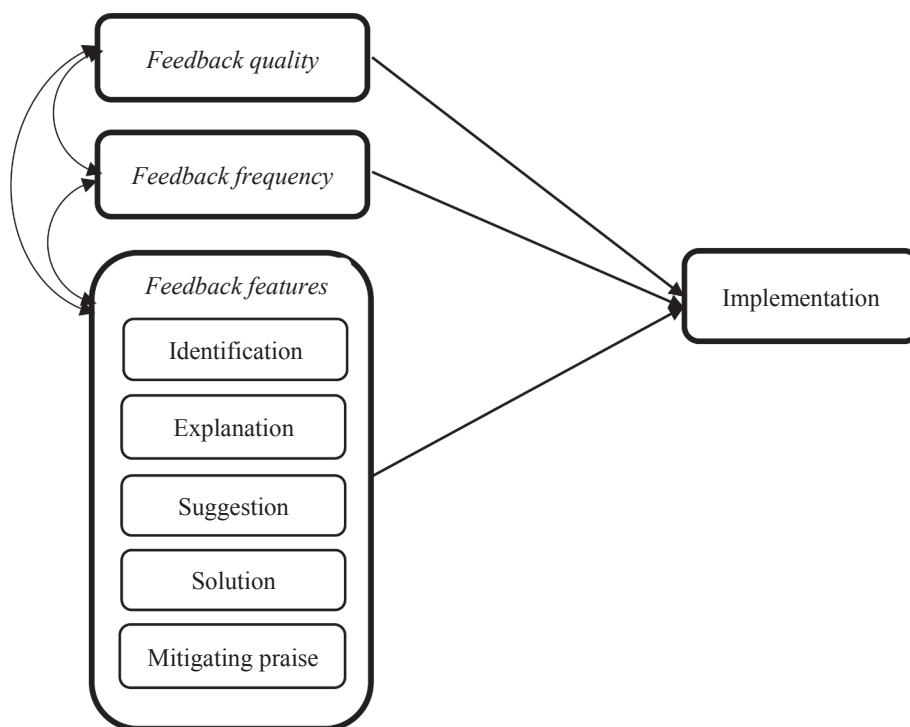 Feedback quality
Feedback frequency
Feedback features
Identification
Explanation
Suggestion
Solution
Mitigating praise
Implementation